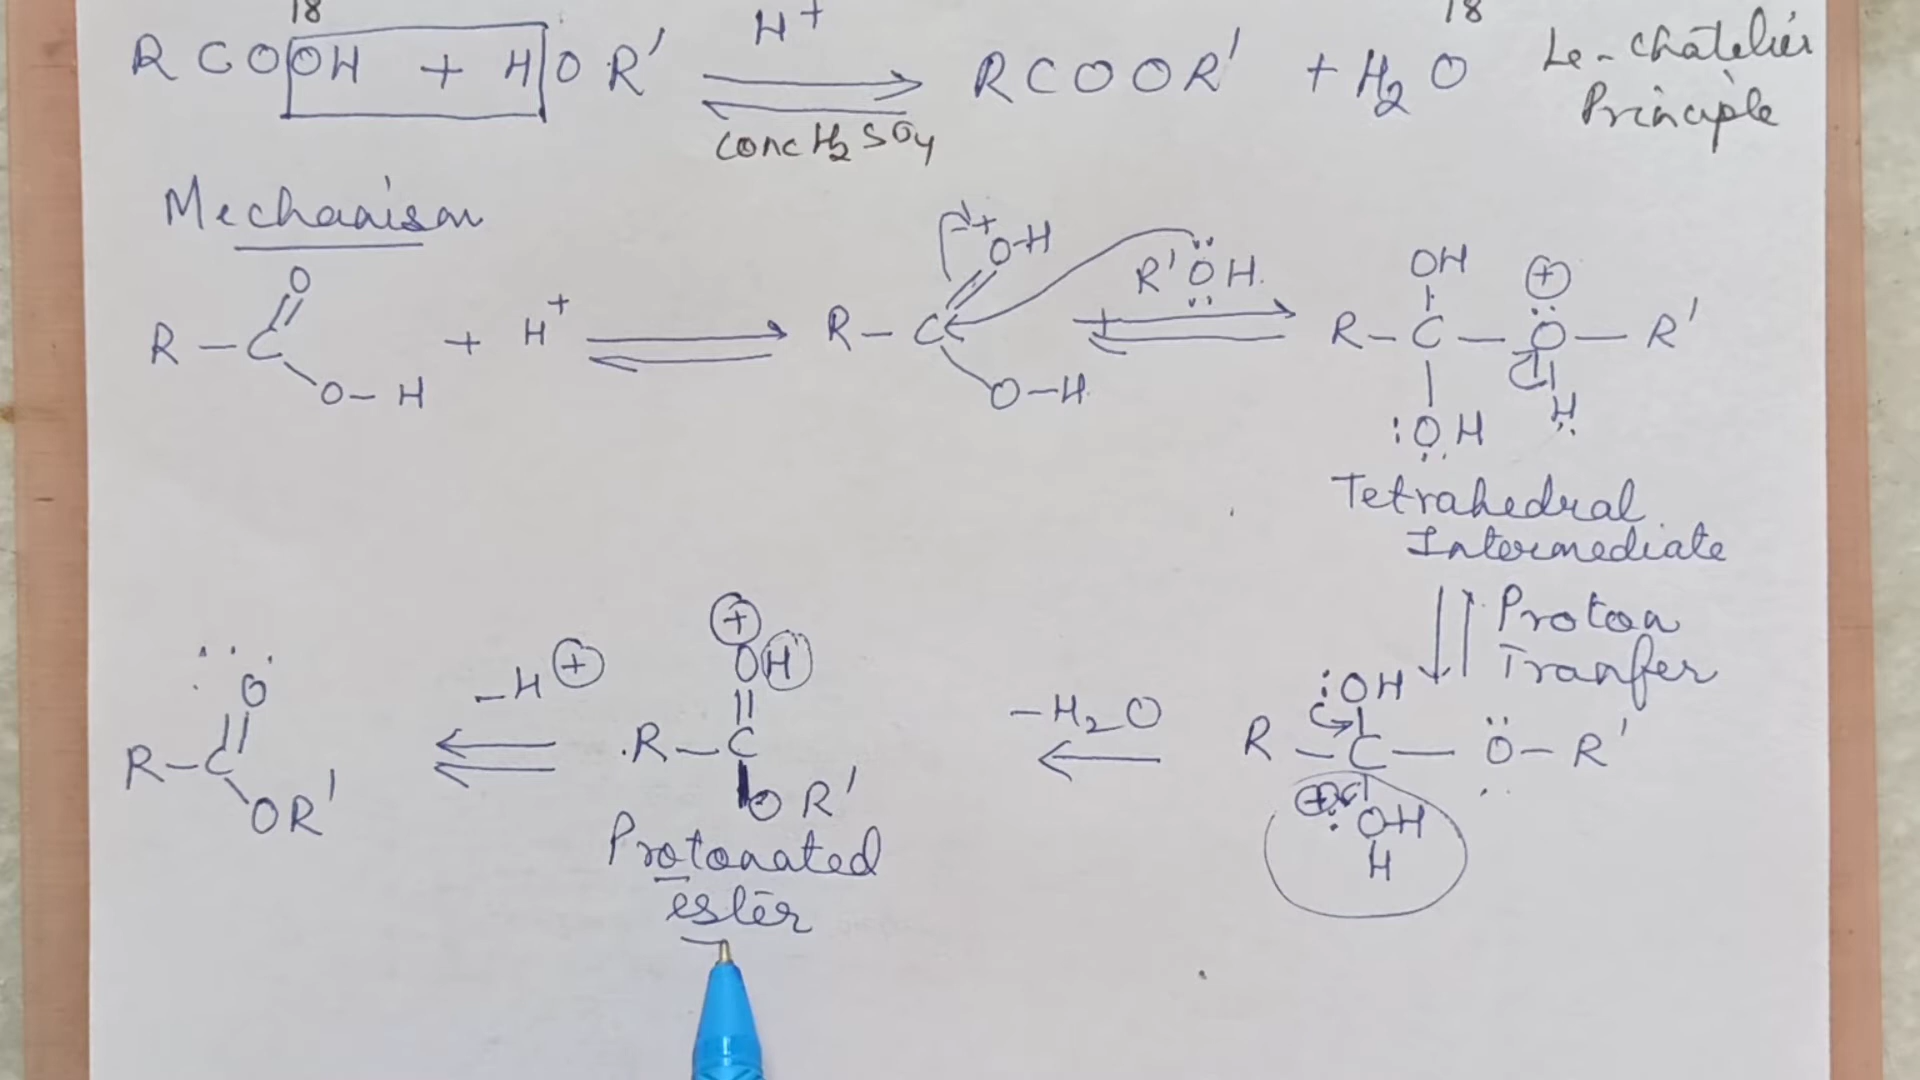 18 18
RCOOH + HOR' H+ conc H2SO4 RCOOR' + H2O
Le-chatelier
Principle
Mechanism
O OH + R'ÖH. OH +
R-C + H+ R-C R-C-O-R'
O-H O-H :OH H
Tetrahedral
Intermediate
Proton
Tranfer
O -H+ + OH -H2O :OH
R-C R-C R-C-O-R'
OR' OR' + OH H
Protonated
ester